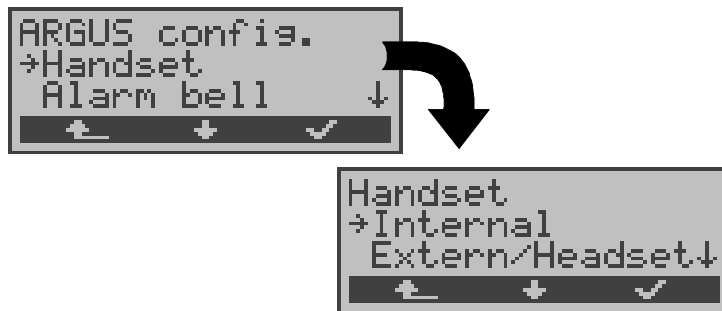 ARGUS config.
→Handset
Alarm bell ↓
Handset
→Internal
Extern/Headset↓